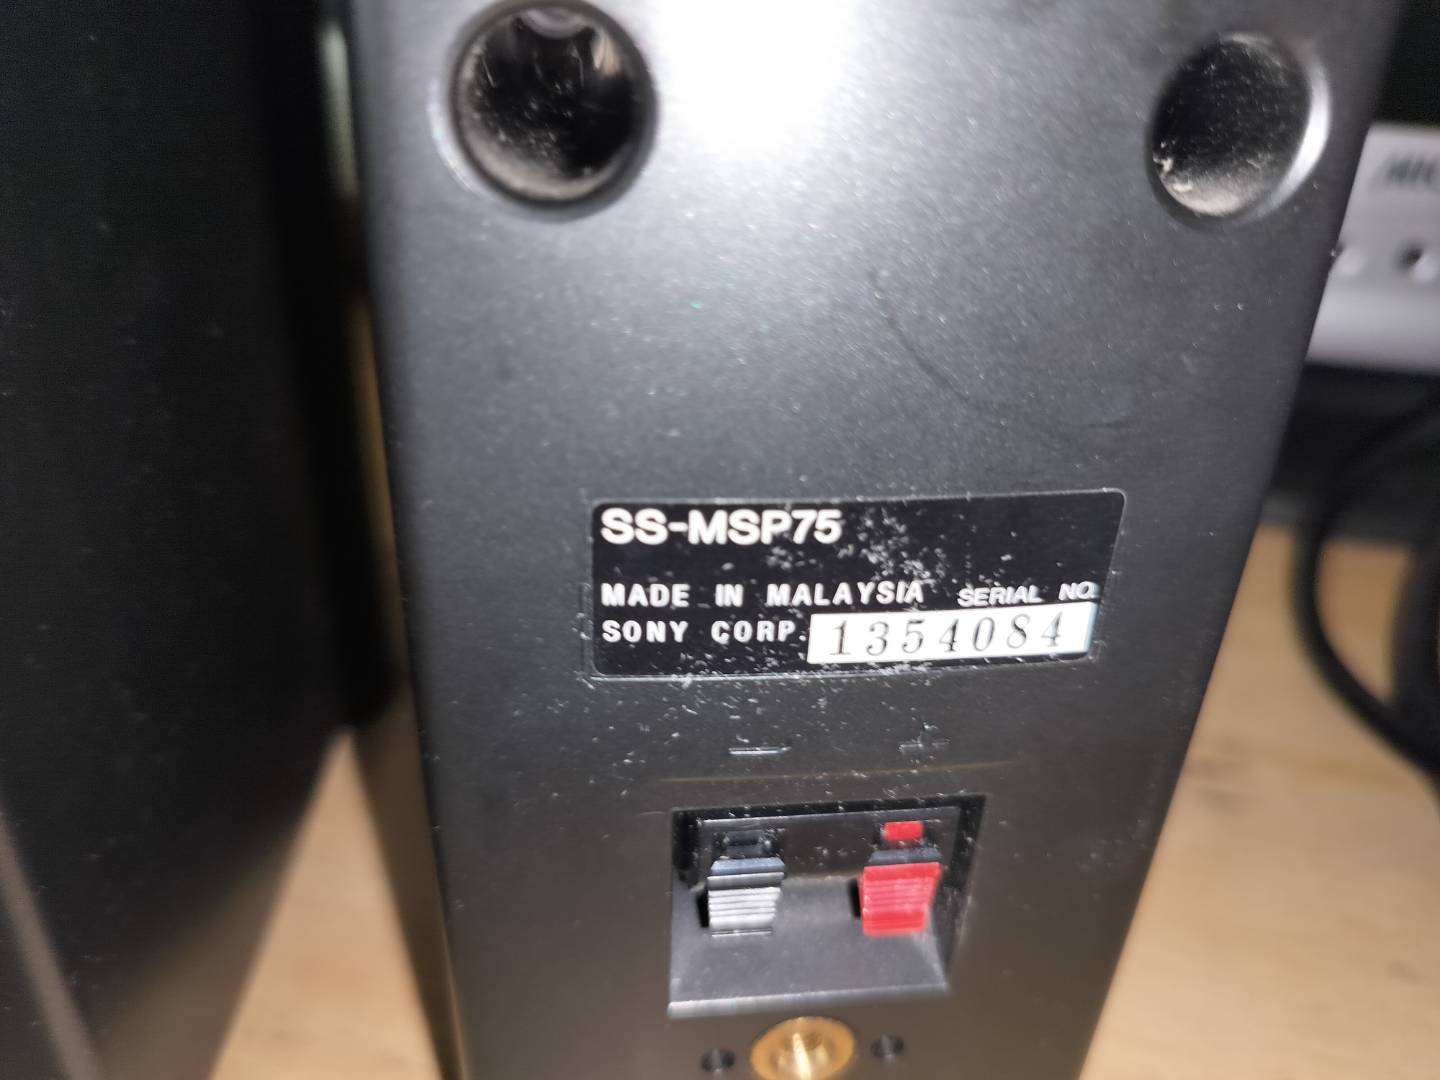 SS-MSP75
MADE IN MALAYSIA SERIAL NO.
SONY CORP. 1354084
− +